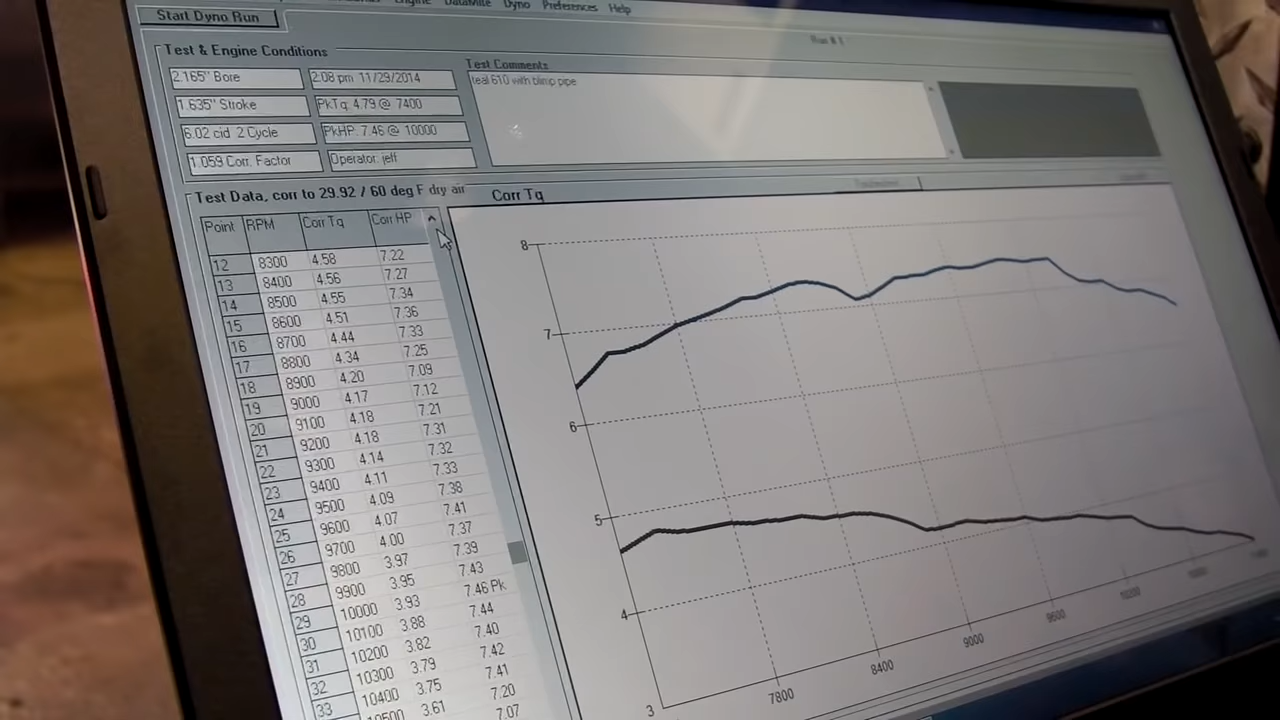 Engine DataMite Dyno Preferences Help
Start Dyno Run
Run # 1
Test & Engine Conditions
2.165" Bore
2:08 pm 11/29/2014
1.635" Stroke
PkTq: 4.79 @ 7400
6.02 cid 2 Cycle
PkHP: 7.46 @ 10000
1.059 Corr. Factor
Operator: jeff
Test Comments
teal 610 with blimp pipe
Test Data, corr to 29.92 / 60 deg F dry air
Corr Tq
Point RPM Corr Tq Corr HP
12 8300 4.58 7.22
13 8400 4.56 7.27
14 8500 4.55 7.34
15 8600 4.51 7.36
16 8700 4.44 7.33
17 8800 4.34 7.25
18 8900 4.20 7.09
19 9000 4.17 7.12
20 9100 4.18 7.21
21 9200 4.18 7.31
22 9300 4.14 7.32
23 9400 4.11 7.33
24 9500 4.09 7.38
25 9600 4.07 7.41
26 9700 4.00 7.37
27 9800 3.97 7.39
28 9900 3.95 7.43
29 10000 3.93 7.46 Pk
30 10100 3.88 7.44
31 10200 3.82 7.40
32 10300 3.79 7.42
33 10400 3.75 7.41
10500 3.61 7.20
7.07
8
7
6
5
4
3
7800
8400
9000
9600
10200